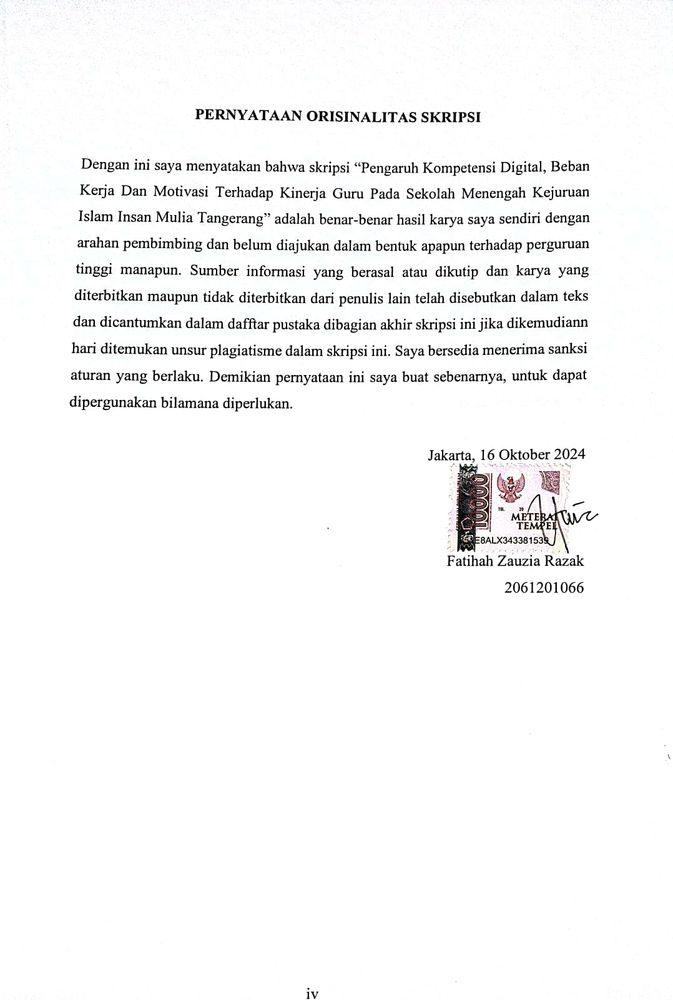 PERNYATAAN ORISINALITAS SKRIPSI
Dengan ini saya menyatakan bahwa skripsi “Pengaruh Kompetensi Digital, Beban
Kerja Dan Motivasi Terhadap Kinerja Guru Pada Sekolah Menengah Kejuruan
Islam Insan Mulia Tangerang” adalah benar-benar hasil karya saya sendiri dengan
arahan pembimbing dan belum diajukan dalam bentuk apapun terhadap perguruan
tinggi manapun. Sumber informasi yang berasal atau dikutip dan karya yang
diterbitkan maupun tidak diterbitkan dari penulis lain telah disebutkan dalam teks
dan dicantumkan dalam dafftar pustaka dibagian akhir skripsi ini jika dikemudiann
hari ditemukan unsur plagiatisme dalam skripsi ini. Saya bersedia menerima sanksi
aturan yang berlaku. Demikian pernyataan ini saya buat sebenarnya, untuk dapat
dipergunakan bilamana diperlukan.
Jakarta, 16 Oktober 2024
10000
TGL. 20
METERAI
TEMPEL
E8ALX343381539
Fatihah Zauzia Razak
2061201066
iv